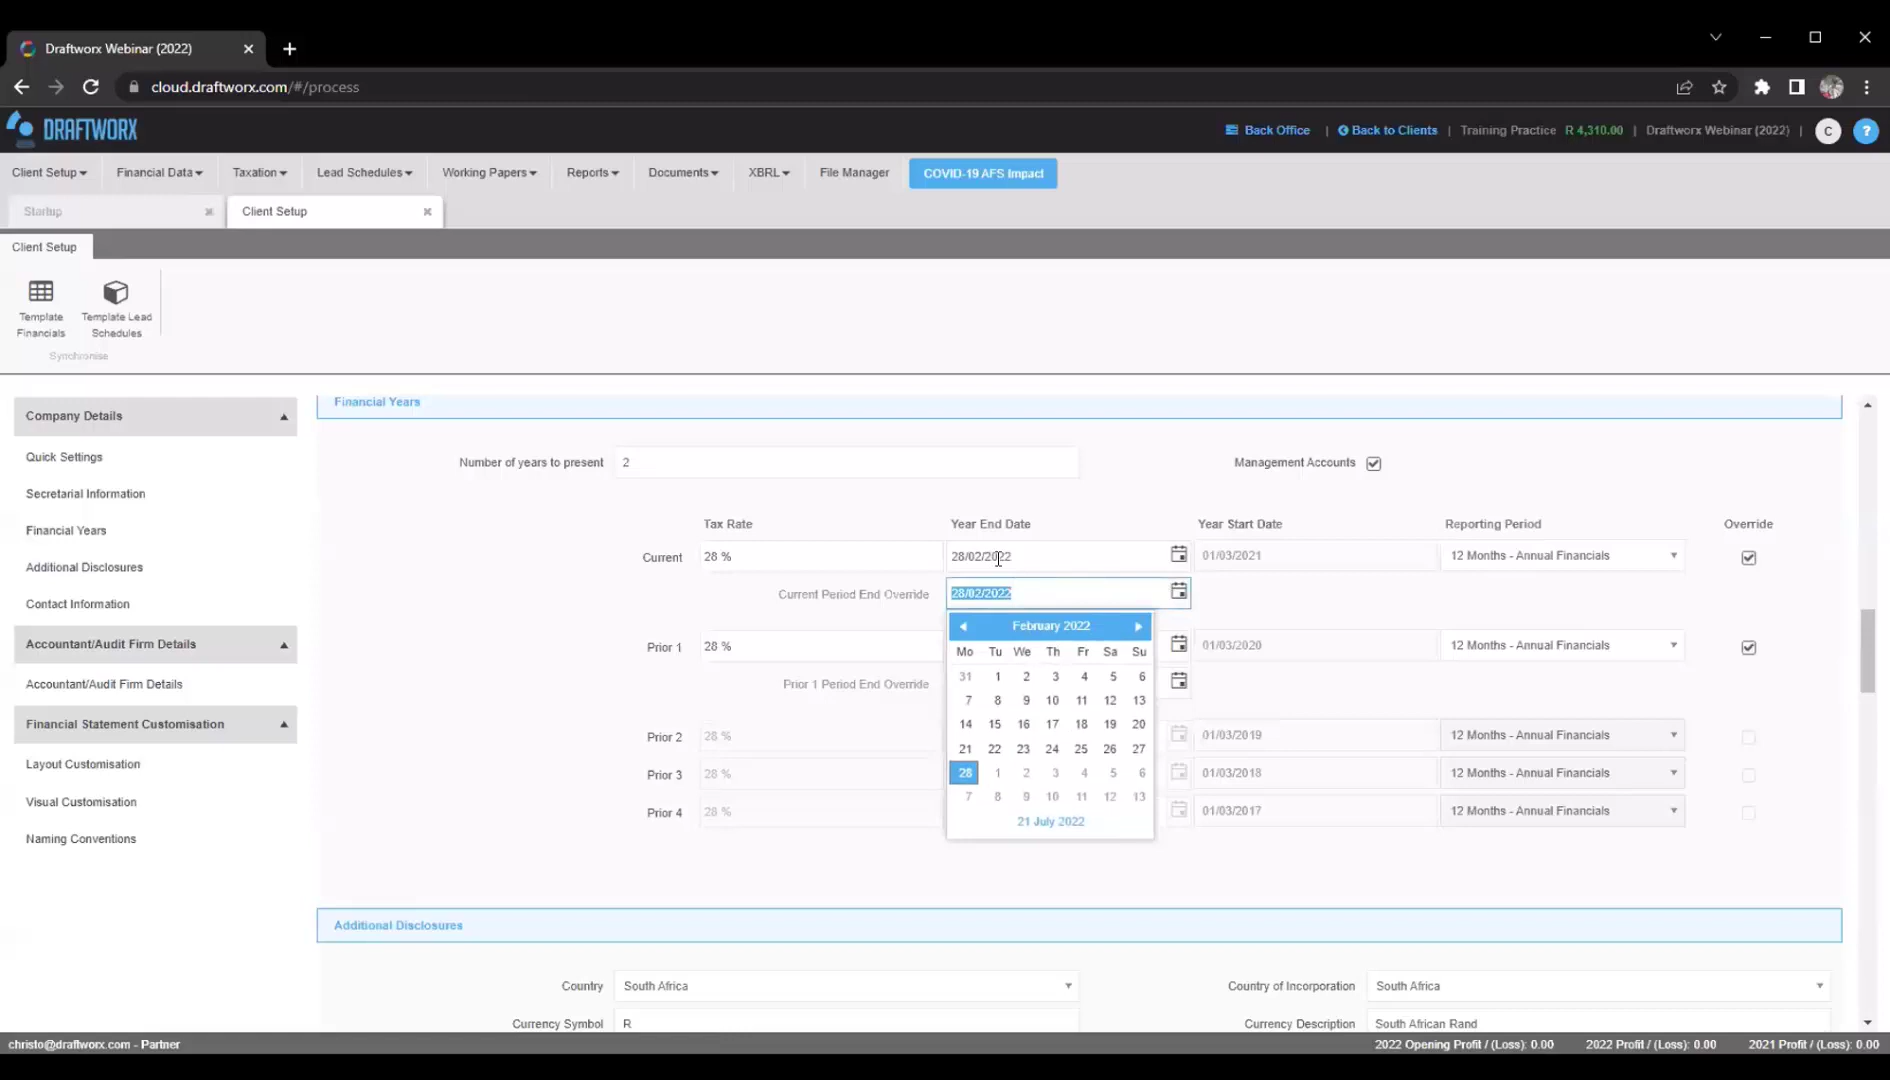 Draftworx Webinar (2022)
cloud.draftworx.com/#/process
DRAFTWORX
Back Office | Back to Clients | Training Practice R 4,310.00 | Draftworx Webinar (2022) | C ?
Client Setup Financial Data Taxation Lead Schedules Working Papers Reports Documents XBRL File Manager COVID-19 AFS Impact
Startup Client Setup
Client Setup
Template Financials
Template Lead Schedules
Synchronise
Company Details
Quick Settings
Secretarial Information
Financial Years
Additional Disclosures
Contact Information
Accountant/Audit Firm Details
Accountant/Audit Firm Details
Financial Statement Customisation
Layout Customisation
Visual Customisation
Naming Conventions
Financial Years
Number of years to present 2 Management Accounts
Tax Rate Year End Date Year Start Date Reporting Period Override
Current 28 % 28/02/2022 01/03/2021 12 Months - Annual Financials
Current Period End Override 28/02/2022
Prior 1 28 % 01/03/2020 12 Months - Annual Financials
Prior 1 Period End Override
Prior 2 28 % 01/03/2019 12 Months - Annual Financials
Prior 3 28 % 01/03/2018 12 Months - Annual Financials
Prior 4 28 % 01/03/2017 12 Months - Annual Financials
February 2022
Mo Tu We Th Fr Sa Su
31 1 2 3 4 5 6
7 8 9 10 11 12 13
14 15 16 17 18 19 20
21 22 23 24 25 26 27
28 1 2 3 4 5 6
7 8 9 10 11 12 13
21 July 2022
Additional Disclosures
Country South Africa Country of Incorporation South Africa
Currency Symbol R Currency Description South African Rand
christo@draftworx.com - Partner 2022 Opening Profit / (Loss): 0.00 2022 Profit / (Loss): 0.00 2021 Profit / (Loss): 0.00